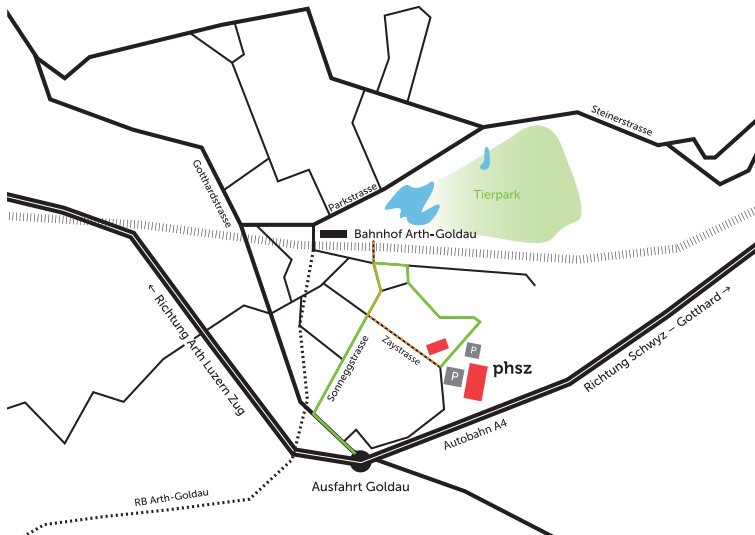 Steinerstrasse
Gotthardstrasse
Parkstrasse
Tierpark
Bahnhof Arth-Goldau
← Richtung Arth Luzern Zug
Richtung Schwyz – Gotthard →
Sonneggstrasse
Zaystrasse
P
P
phsz
Autobahn A4
Ausfahrt Goldau
RB Arth-Goldau